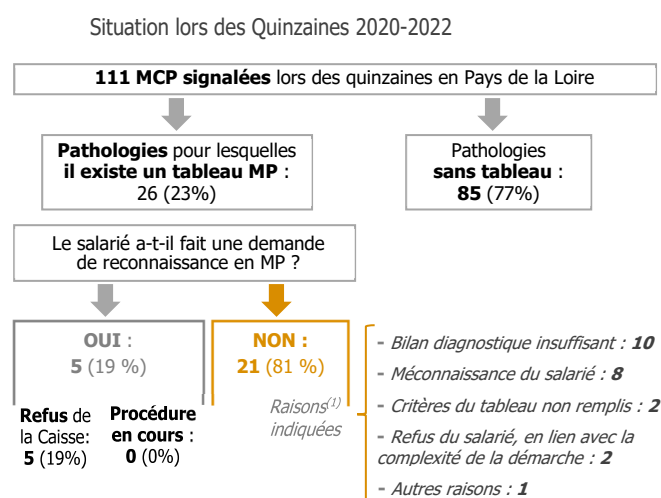 Situation lors des Quinzaines 2020-2022
111 MCP signalées lors des quinzaines en Pays de la Loire
Pathologies pour lesquelles
il existe un tableau MP :
26 (23%)
Pathologies
sans tableau :
85 (77%)
Le salarié a-t-il fait une demande
de reconnaissance en MP ?
OUI :
5 (19 %)
NON :
21 (81 %)
Refus de
la Caisse:
5 (19%)
Procédure
en cours :
0 (0%)
Raisons(1)
indiquées
- Bilan diagnostique insuffisant : 10
- Méconnaissance du salarié : 8
- Critères du tableau non remplis : 2
- Refus du salarié, en lien avec la
complexité de la démarche : 2
- Autres raisons : 1